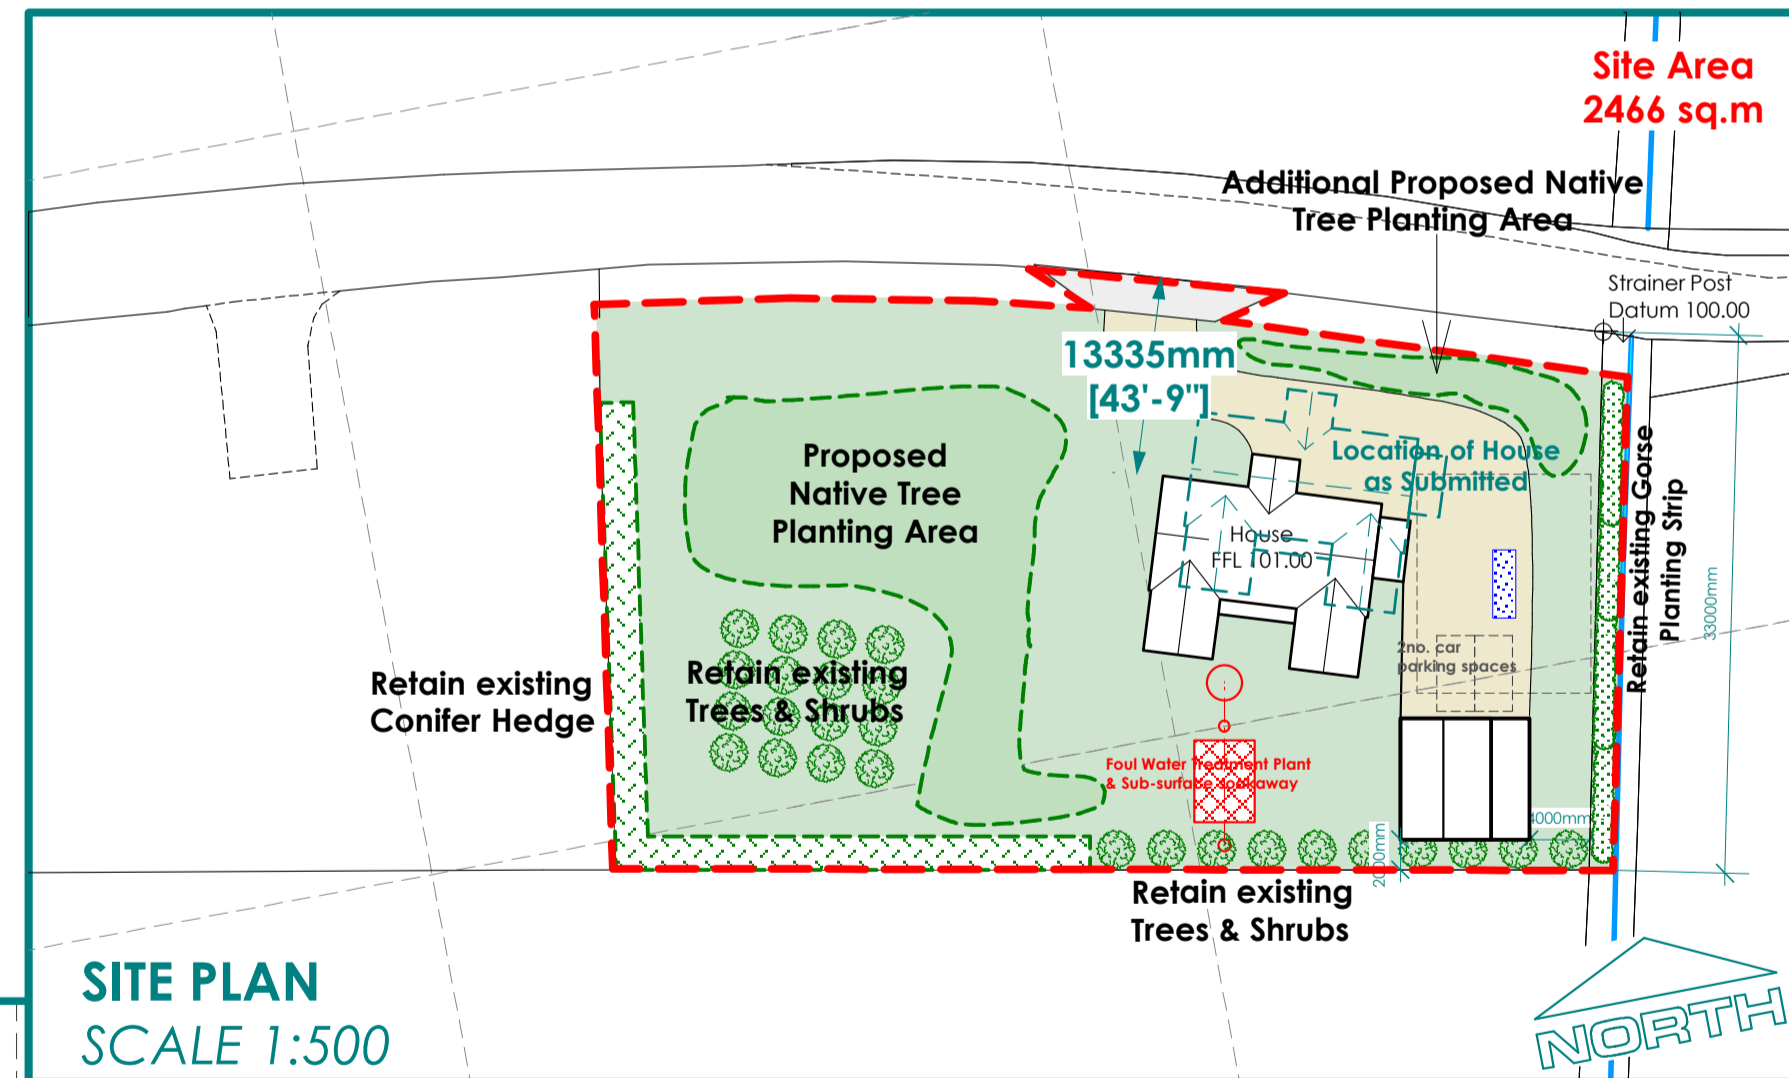 Site Area
2466 sq.m
Additional Proposed Native
Tree Planting Area
Strainer Post
Datum 100.00
13335mm
[43'-9"]
Proposed
Native Tree
Planting Area
Location of House
as Submitted
House
FFL 101.00
Retain existing Gorse
Planting Strip
33000mm
2no. car
parking spaces
Retain existing
Conifer Hedge
Retain existing
Trees & Shrubs
Foul Water Treatment Plant
& Sub-surface soakaway
4000mm
2000mm
Retain existing
Trees & Shrubs
SITE PLAN
SCALE 1:500
NORTH